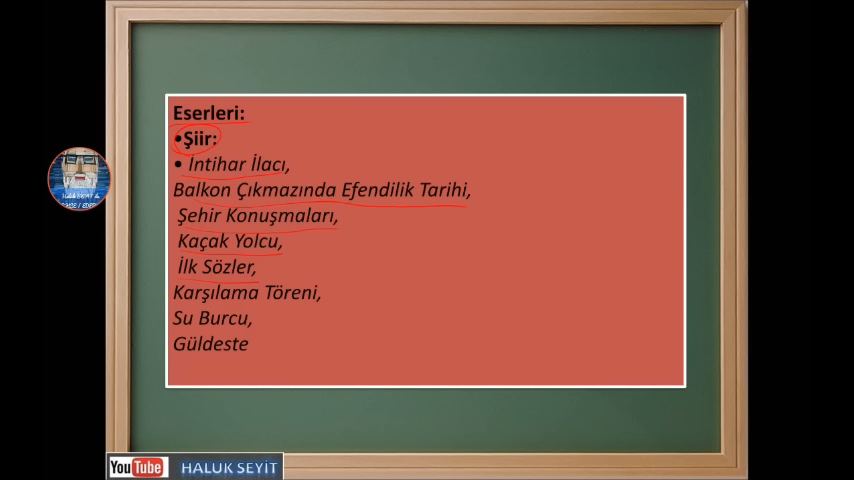 Eserleri:
•Şiir:
• İntihar İlacı,
Balkon Çıkmazında Efendilik Tarihi,
Şehir Konuşmaları,
Kaçak Yolcu,
İlk Sözler,
Karşılama Töreni,
Su Burcu,
Güldeste
YouTube HALUK SEYİT